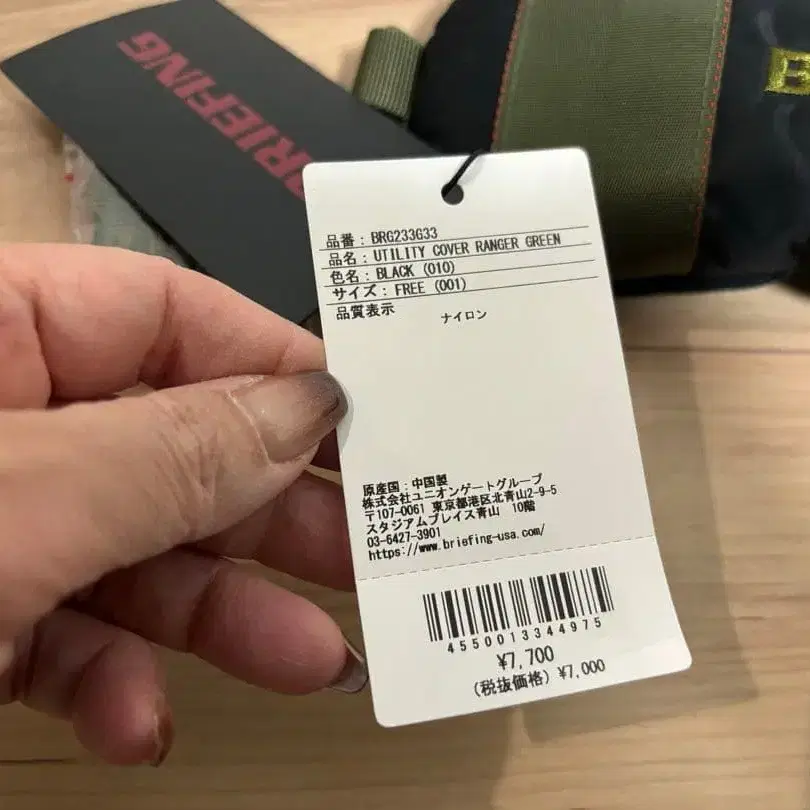 BRIEFING
B
品番：BRG233G33
品名：UTILITY COVER RANGER GREEN
色名：BLACK (010)
サイズ：FREE (001)
品質表示
ナイロン
原産国：中国製
株式会社ユニオンゲートグループ
〒107-0061 東京都港区北青山2-9-5
スタジアムプレイス青山 10階
03-6427-3901
https://www.briefing-usa.com/
4550013344975
¥7,700
(税抜価格) ¥7,000